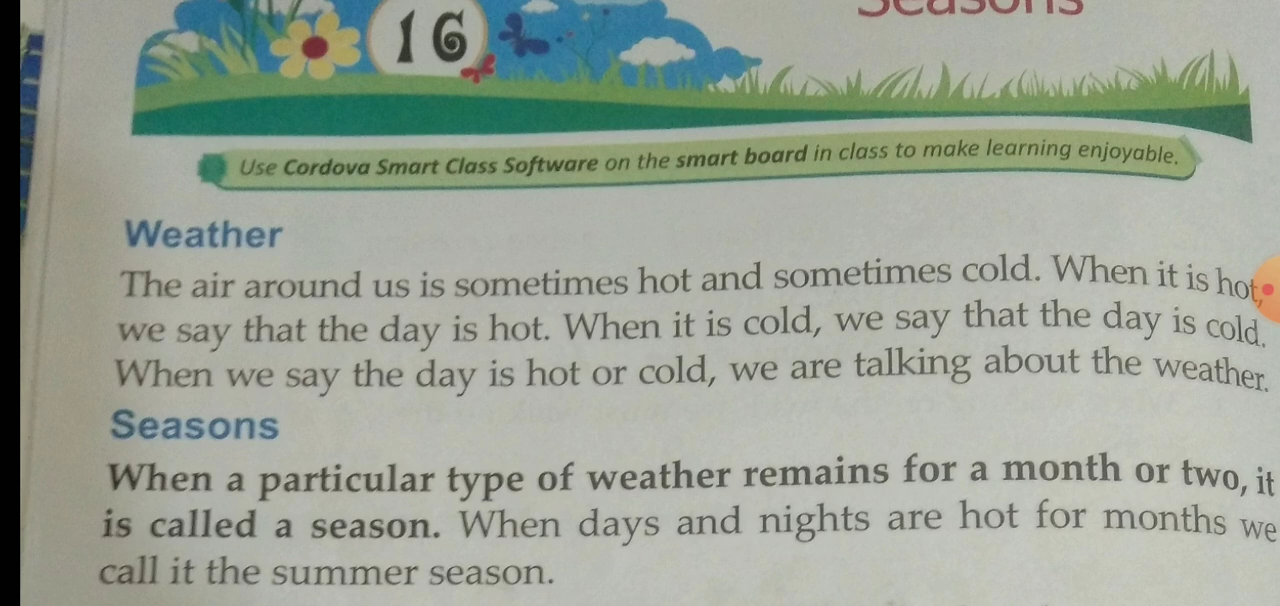 Seasons
16
Use Cordova Smart Class Software on the smart board in class to make learning enjoyable.
Weather
The air around us is sometimes hot and sometimes cold. When it is hot,
we say that the day is hot. When it is cold, we say that the day is cold.
When we say the day is hot or cold, we are talking about the weather.
Seasons
When a particular type of weather remains for a month or two, it
is called a season. When days and nights are hot for months we
call it the summer season.